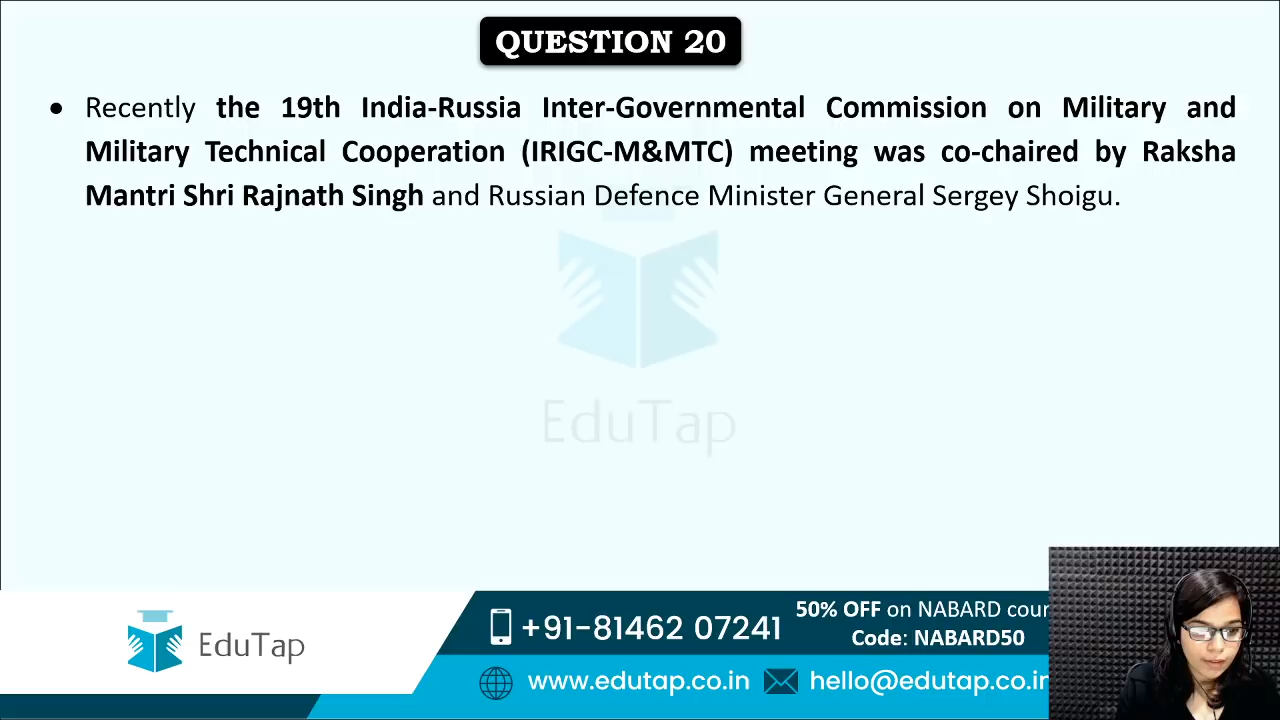 QUESTION 20
• Recently the 19th India-Russia Inter-Governmental Commission on Military and
Military Technical Cooperation (IRIGC-M&MTC) meeting was co-chaired by Raksha
Mantri Shri Rajnath Singh and Russian Defence Minister General Sergey Shoigu.
EduTap
EduTap
+91-81462 07241
50% OFF on NABARD cour
Code: NABARD50
www.edutap.co.in
hello@edutap.co.in